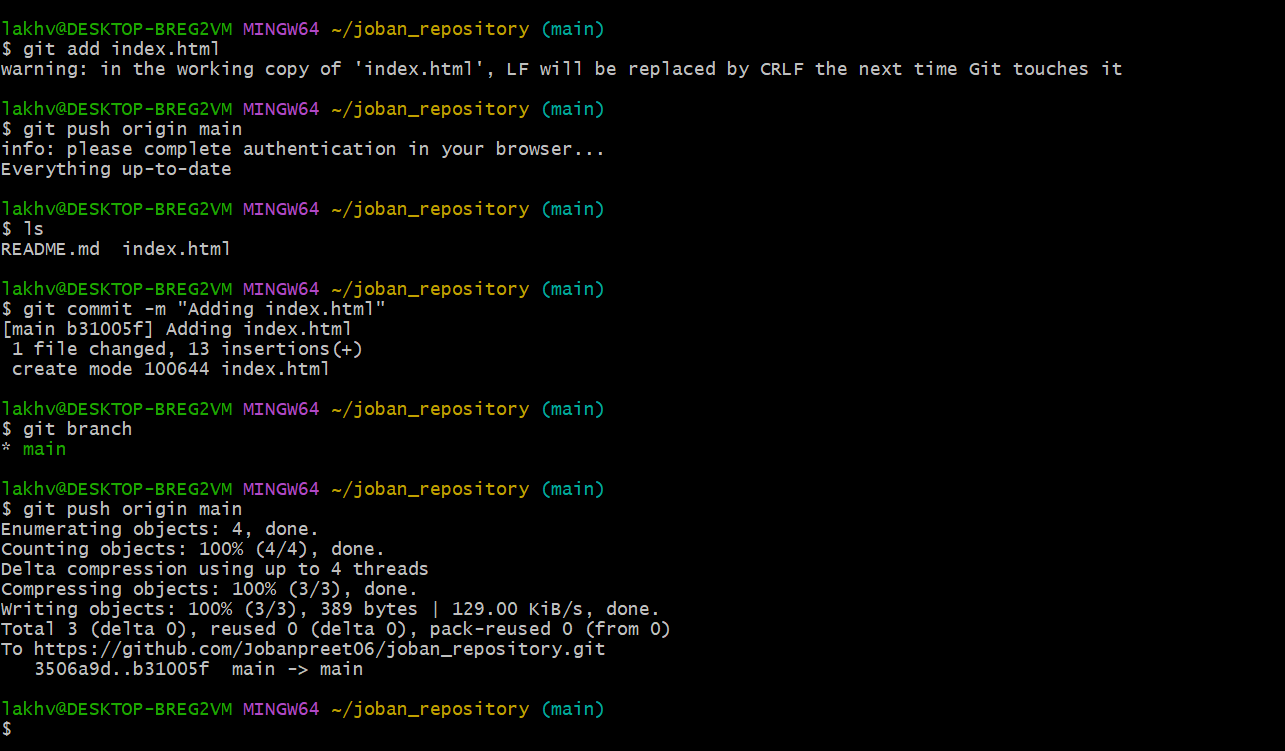 lakhv@DESKTOP-BREG2VM MINGW64 ~/joban_repository (main)
$ git add index.html
warning: in the working copy of 'index.html', LF will be replaced by CRLF the next time Git touches it
lakhv@DESKTOP-BREG2VM MINGW64 ~/joban_repository (main)
$ git push origin main
info: please complete authentication in your browser...
Everything up-to-date
lakhv@DESKTOP-BREG2VM MINGW64 ~/joban_repository (main)
$ ls
README.md  index.html
lakhv@DESKTOP-BREG2VM MINGW64 ~/joban_repository (main)
$ git commit -m "Adding index.html"
[main b31005f] Adding index.html
 1 file changed, 13 insertions(+)
 create mode 100644 index.html
lakhv@DESKTOP-BREG2VM MINGW64 ~/joban_repository (main)
$ git branch
* main
lakhv@DESKTOP-BREG2VM MINGW64 ~/joban_repository (main)
$ git push origin main
Enumerating objects: 4, done.
Counting objects: 100% (4/4), done.
Delta compression using up to 4 threads
Compressing objects: 100% (3/3), done.
Writing objects: 100% (3/3), 389 bytes | 129.00 KiB/s, done.
Total 3 (delta 0), reused 0 (delta 0), pack-reused 0 (from 0)
To https://github.com/Jobanpreet06/joban_repository.git
   3506a9d..b31005f  main -> main
lakhv@DESKTOP-BREG2VM MINGW64 ~/joban_repository (main)
$